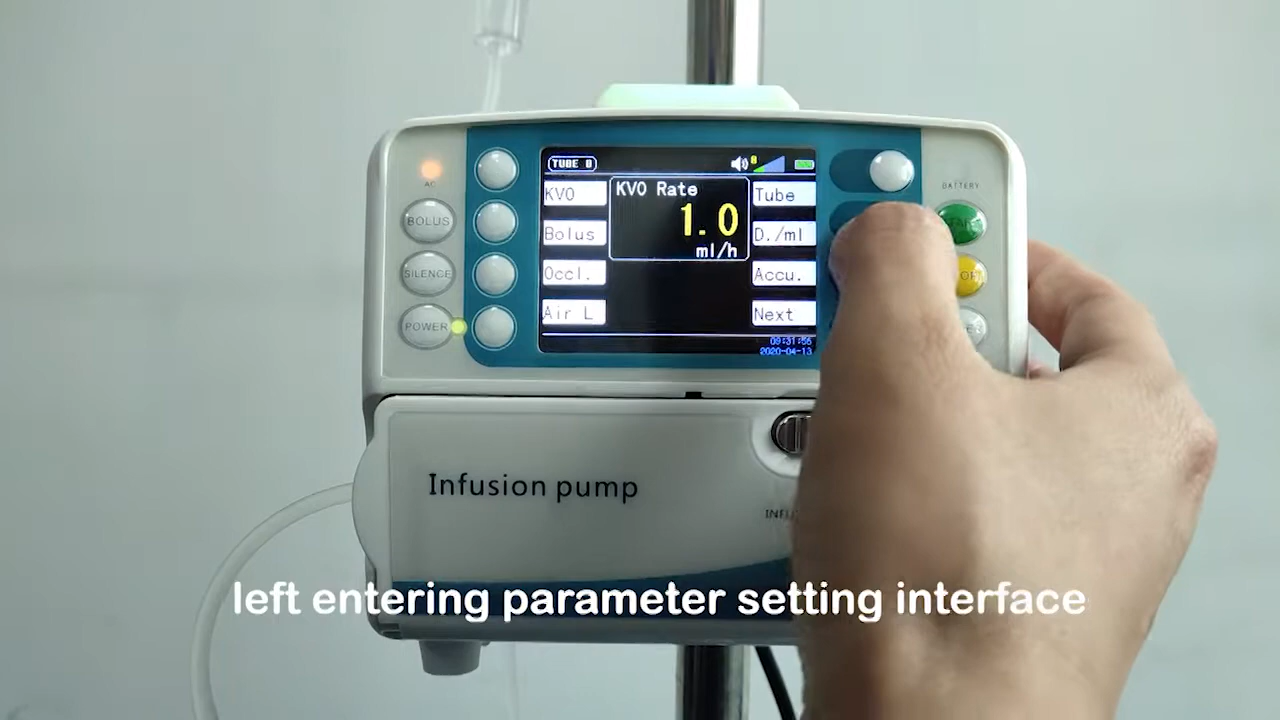 TUBE 0
KVO
KVO Rate
Tube
1.0
ml/h
Bolus
D./ml
Occl.
Accu.
Air L
Next
09:31:56
2020-04-13
AC
BATTERY
BOLUS
SILENCE
POWER
Infusion pump
left entering parameter setting interface